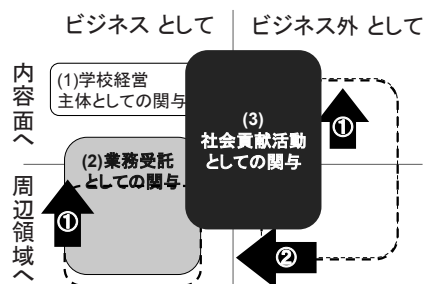 ビジネス として
ビジネス外 として
内容面へ
周辺領域へ
(1)学校経営
主体としての関与
(2)業務受託
としての関与
(3)
社会貢献活動
としての関与
①
①
②